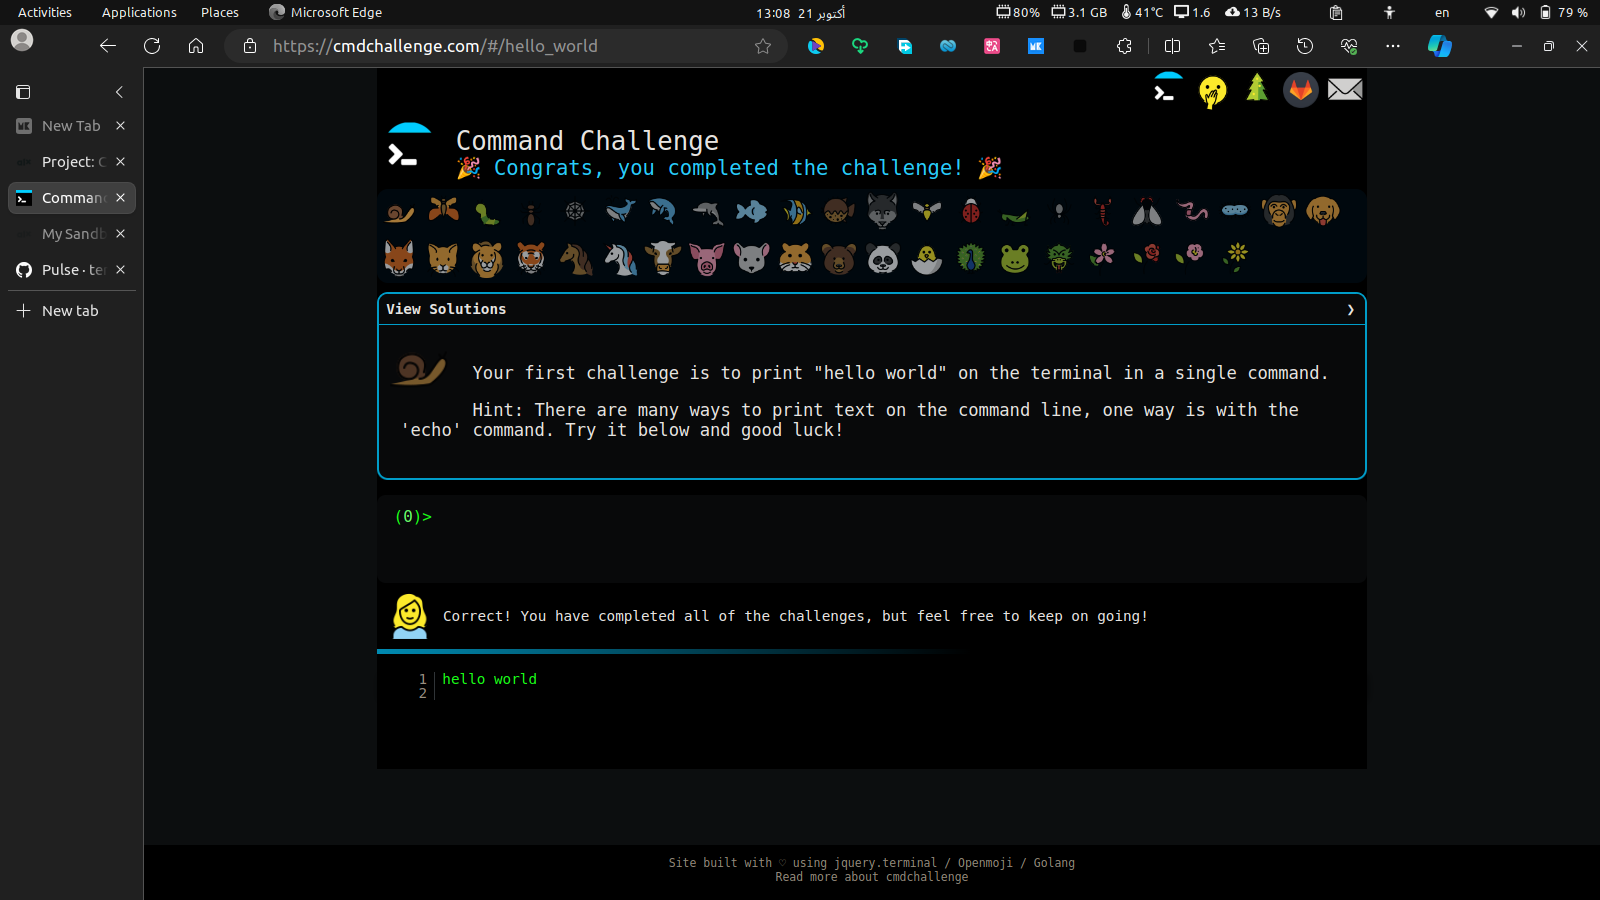 Activities Applications Places Microsoft Edge 13:08 21 أكتوبر 80% 3.1 GB 41°C 1.6 13 B/s en 79 %
https://cmdchallenge.com/#/hello_world
New Tab
Project: C
Comman
My Sandb
Pulse · te
New tab
Command Challenge
Congrats, you completed the challenge!
View Solutions
Your first challenge is to print "hello world" on the terminal in a single command.
Hint: There are many ways to print text on the command line, one way is with the
'echo' command. Try it below and good luck!
(0)>
Correct! You have completed all of the challenges, but feel free to keep on going!
1 hello world
2
Site built with ♡ using jquery.terminal / Openmoji / Golang
Read more about cmdchallenge